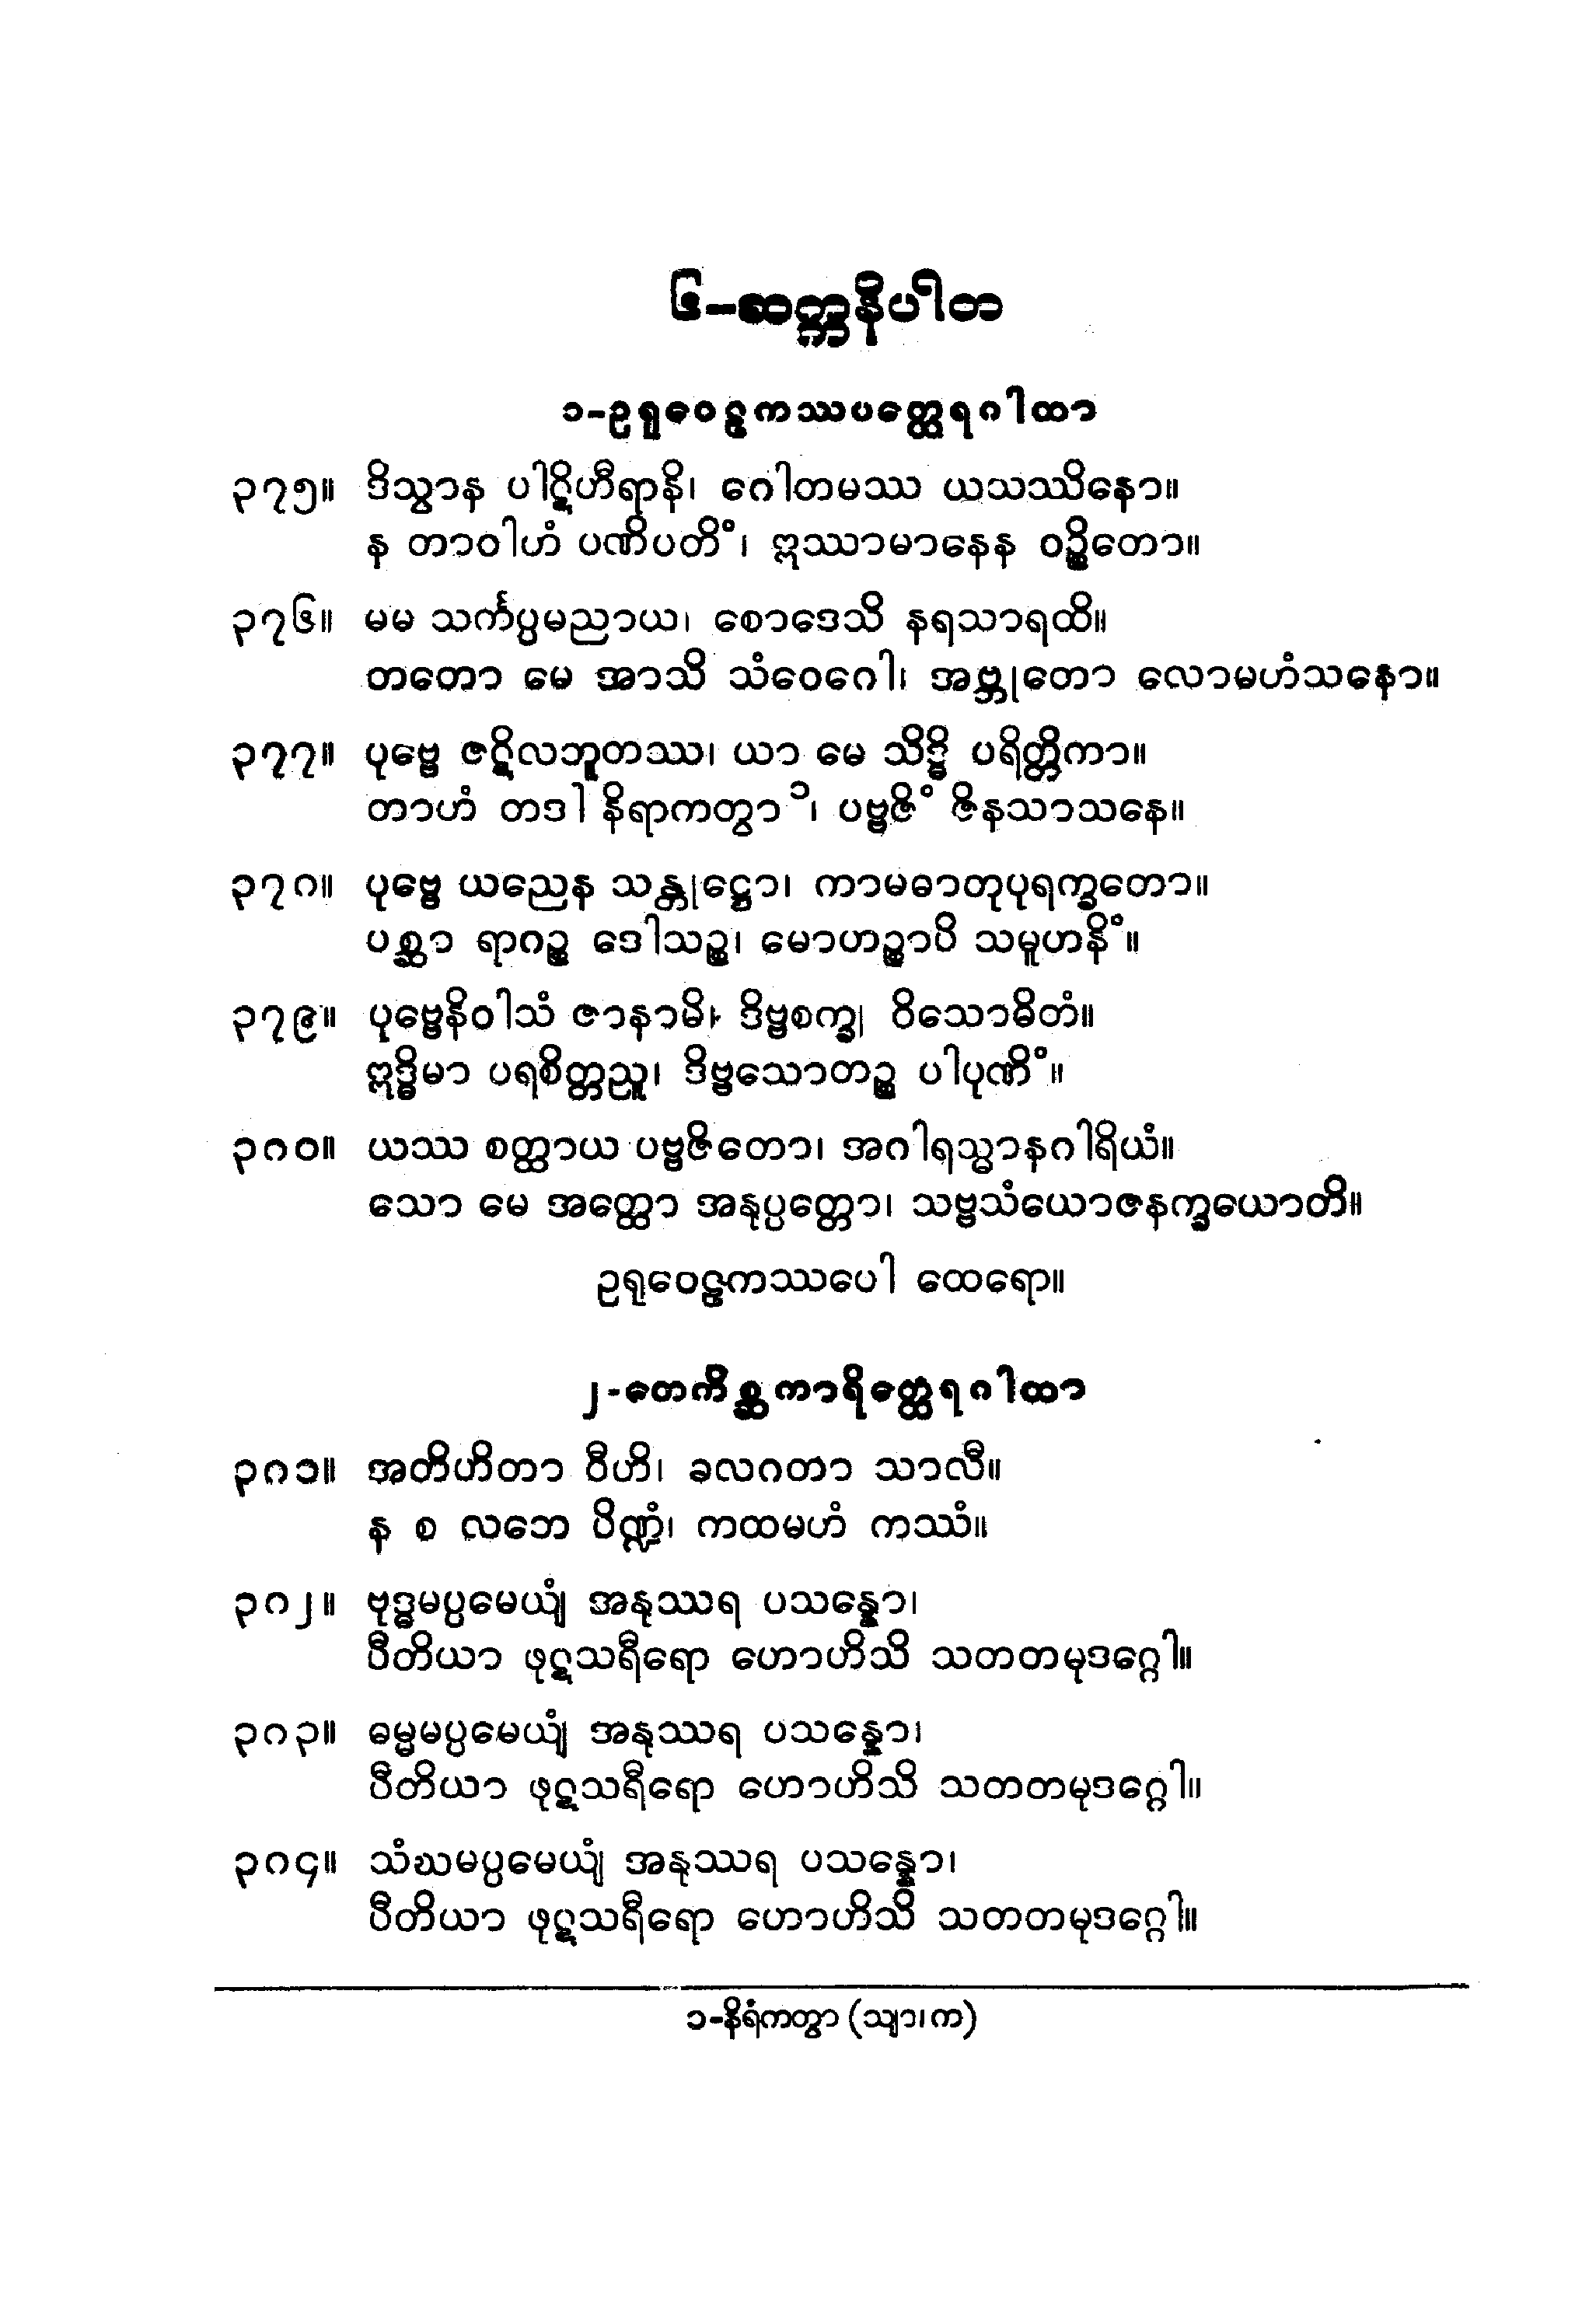 ၆-ဆက္ကနိပါတ
၁-ဥရုဝေဠကဿပတ္ထေရဂါထာ
၃၇၅။ ဒိသွာန ပါဋိဟီရာနိ၊ ဂေါတမဿ ယသဿိနော။
န တာဝါဟံ ပဏိပတိံ၊ ဣဿာမာနေန ဝဉ္စိတော။
၃၇၆။ မမ သင်္ကပ္ပမညာယ၊ စောဒေသိ နရသာရထိ။
တတော မေ အာသိ သံဝေဂေါ၊ အဗ္ဘုတော လောမဟံသနော။
၃၇၇။ ပုဗ္ဗေ ဇဋိလဘူတဿ၊ ယာ မေ သိဒ္ဓိ ပရိတ္တိကာ။
တာဟံ တဒါ နိရာကတွာ ၁၊ ပဗ္ဗဇိံ ဇိနသာသနေ။
၃၇၈။ ပုဗ္ဗေ ယညေန သန္တုဋ္ဌော၊ ကာမဓာတုပုရက္ခတော။
ပစ္ဆာ ရာဂဉ္စ ဒေါသဉ္စ၊ မောဟဉ္စာပိ သမူဟနိံ။
၃၇၉။ ပုဗ္ဗေနိဝါသံ ဇာနာမိ၊ ဒိဗ္ဗစက္ခု ဝိသောဓိတံ။
ဣဒ္ဓိမာ ပရစိတ္တညူ၊ ဒိဗ္ဗသောတဉ္စ ပါပုဏိံ။
၃၈၀။ ယဿ စတ္ထာယ ပဗ္ဗဇိတော၊ အဂါရသ္မာနဂါရိယံ။
သော မေ အတ္ထော အနုပ္ပတ္တော၊ သဗ္ဗသံယောဇနက္ခယောတိ။
ဥရုဝေဠကဿပေါ ထေရော။
၂-တေကိစ္ဆကာရိတ္ထေရဂါထာ
၃၈၁။ အတိဟိတာ ဝီဟိ၊ ခလဂတာ သာလီ။
န စ လဘေ ပိဏ္ဍံ၊ ကထမဟံ ကဿံ။
၃၈၂။ ဗုဒ္ဓမပ္ပမေယျံ အနုဿရ ပသန္နော၊
ပီတိယာ ဖုဋသရီရော ဟောဟိသိ သတတမုဒဂ္ဂေါ။
၃၈၃။ ဓမ္မမပ္ပမေယျံ အနုဿရ ပသန္နော၊
ပီတိယာ ဖုဋသရီရော ဟောဟိသိ သတတမုဒဂ္ဂေါ။
၃၈၄။ သံဃမပ္ပမေယျံ အနုဿရ ပသန္နော၊
ပီတိယာ ဖုဋသရီရော ဟောဟိသိ သတတမုဒဂ္ဂေါ။
၁-နိရံကတွာ (သျာ၊ က)